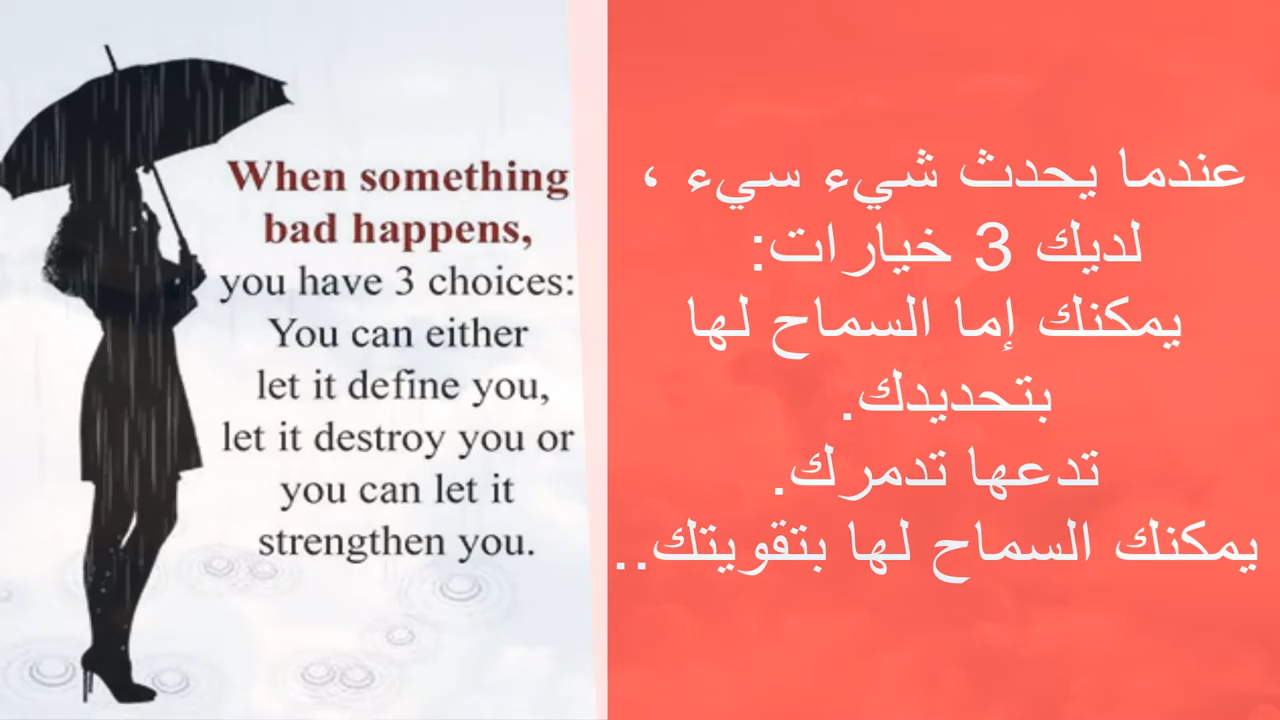 When something
bad happens,
you have 3 choices:
You can either
let it define you,
let it destroy you or
you can let it
strengthen you.
عندما يحدث شيء سيء ،
لديك 3 خيارات:
يمكنك إما السماح لها
بتحديدك.
تدعها تدمرك.
يمكنك السماح لها بتقويتك..